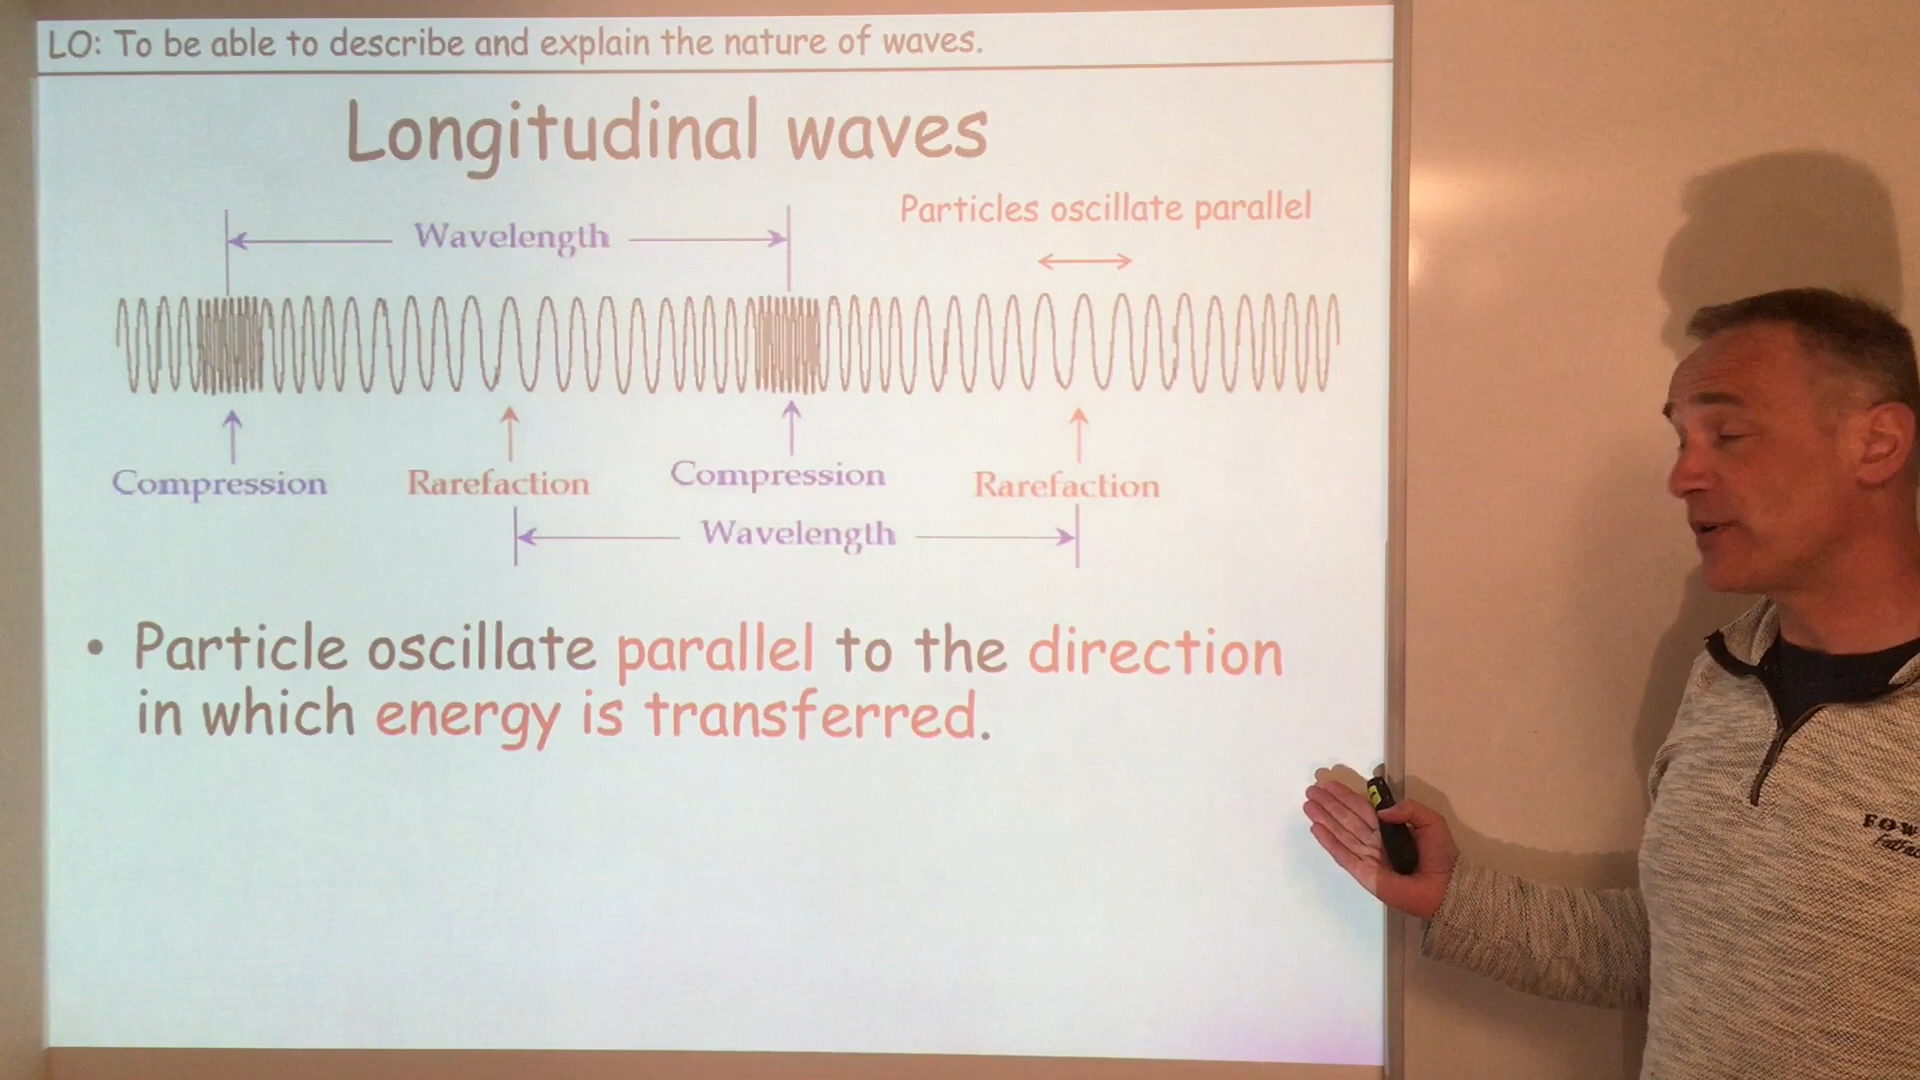 LO: To be able to describe and explain the nature of waves.
Longitudinal waves
Particles oscillate parallel
Wavelength
Compression
Rarefaction
Compression
Rarefaction
Wavelength
• Particle oscillate parallel to the direction
in which energy is transferred.